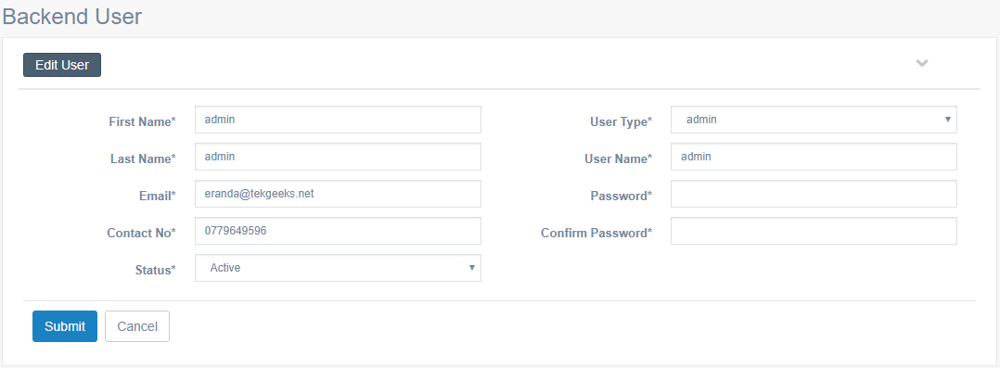 Backend User
Edit User
First Name* admin
User Type* admin
Last Name* admin
User Name* admin
Email* eranda@tekgeeks.net
Password*
Contact No* 0779649596
Confirm Password*
Status* Active
Submit Cancel